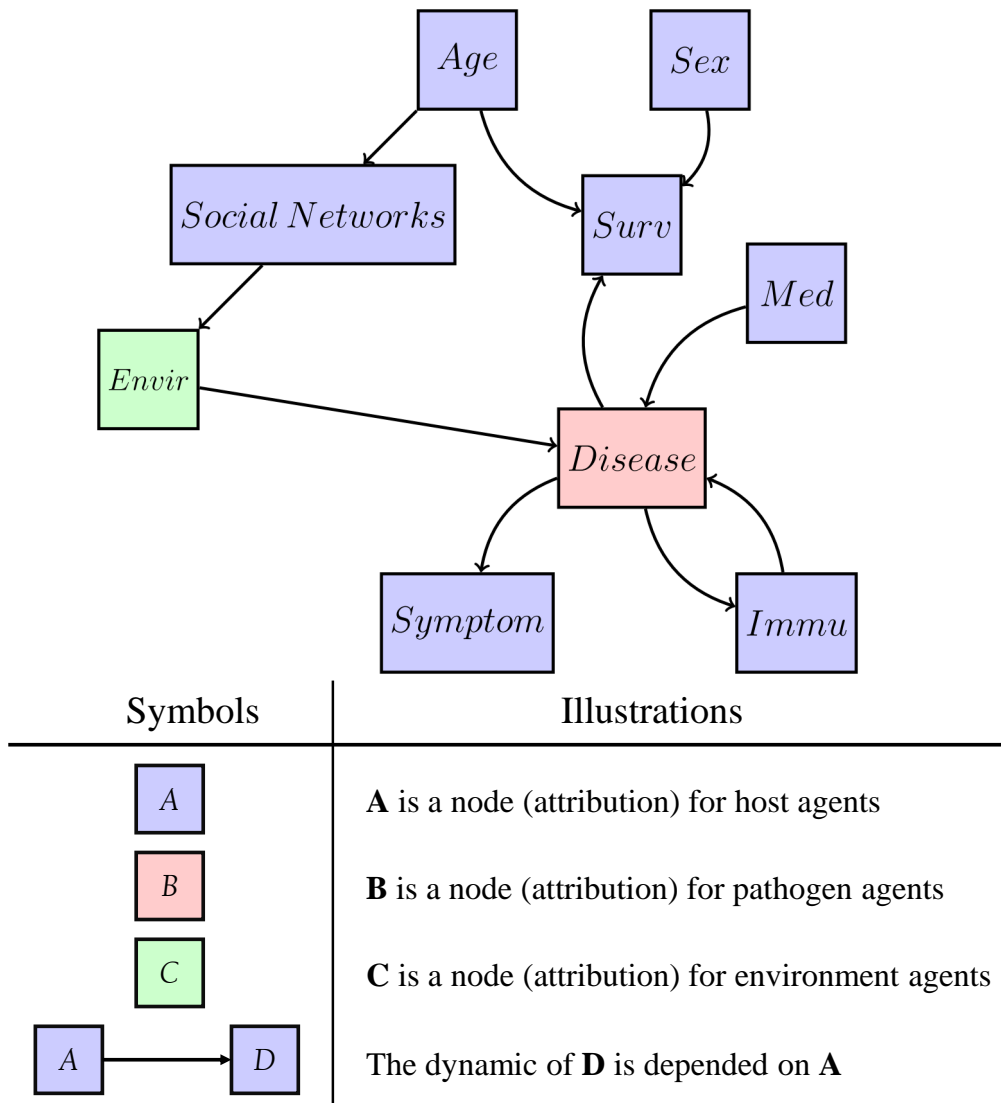 Age
Sex
Social Networks
Surv
Med
Envir
Disease
Symptom
Immu
Symbols
Illustrations
A
A is a node (attribution) for host agents
B
B is a node (attribution) for pathogen agents
C
C is a node (attribution) for environment agents
A
D
The dynamic of D is depended on A